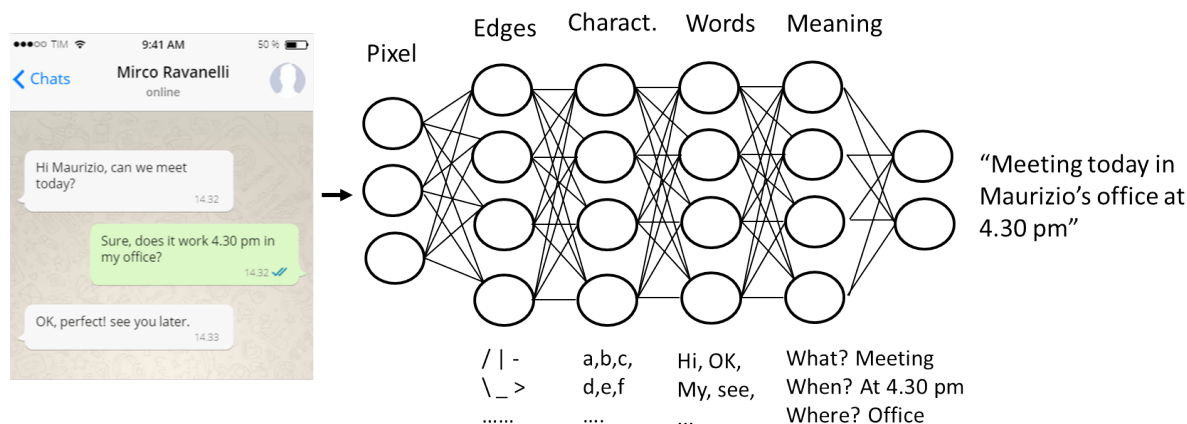 TIM 9:41 AM 50 %
Chats Mirco Ravanelli
online
Hi Maurizio, can we meet
today?
14.32
Sure, does it work 4.30 pm in
my office?
14.32
OK, perfect! see you later.
14.33
Pixel
Edges
Charact.
Words
Meaning
/ | -
\ _ >
......
a,b,c,
d,e,f
....
Hi, OK,
My, see,
...
What? Meeting
When? At 4.30 pm
Where? Office
“Meeting today in
Maurizio’s office at
4.30 pm”